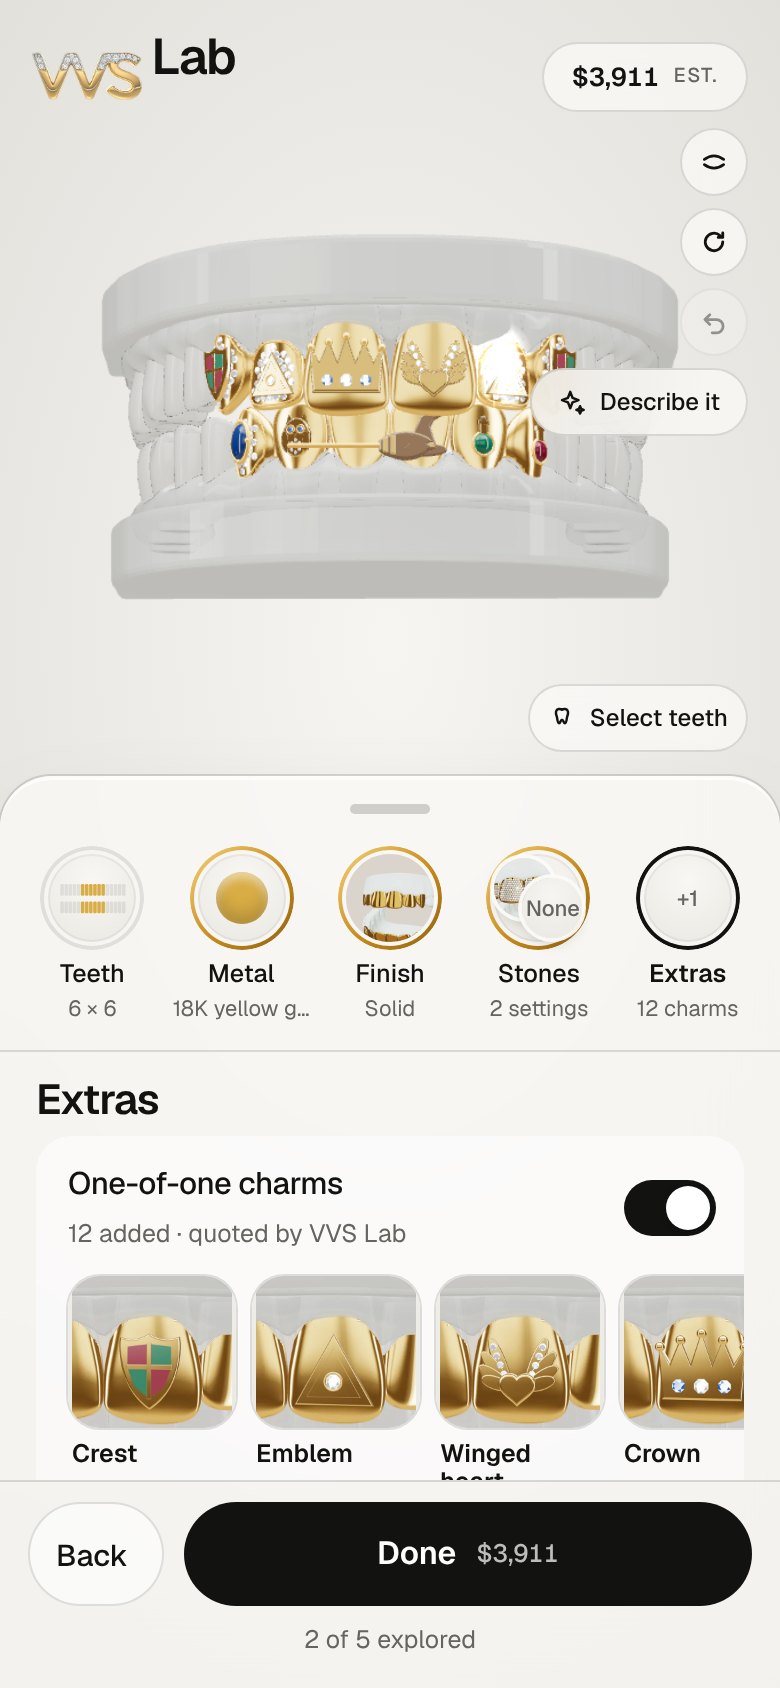 VVS Lab
$3,911 EST.
Describe it
Select teeth
None
+1
Teeth
Metal
Finish
Stones
Extras
6 × 6
18K yellow g...
Solid
2 settings
12 charms
Extras
One-of-one charms
12 added · quoted by VVS Lab
Crest
Emblem
Winged
heart
Crown
Back
Done $3,911
2 of 5 explored